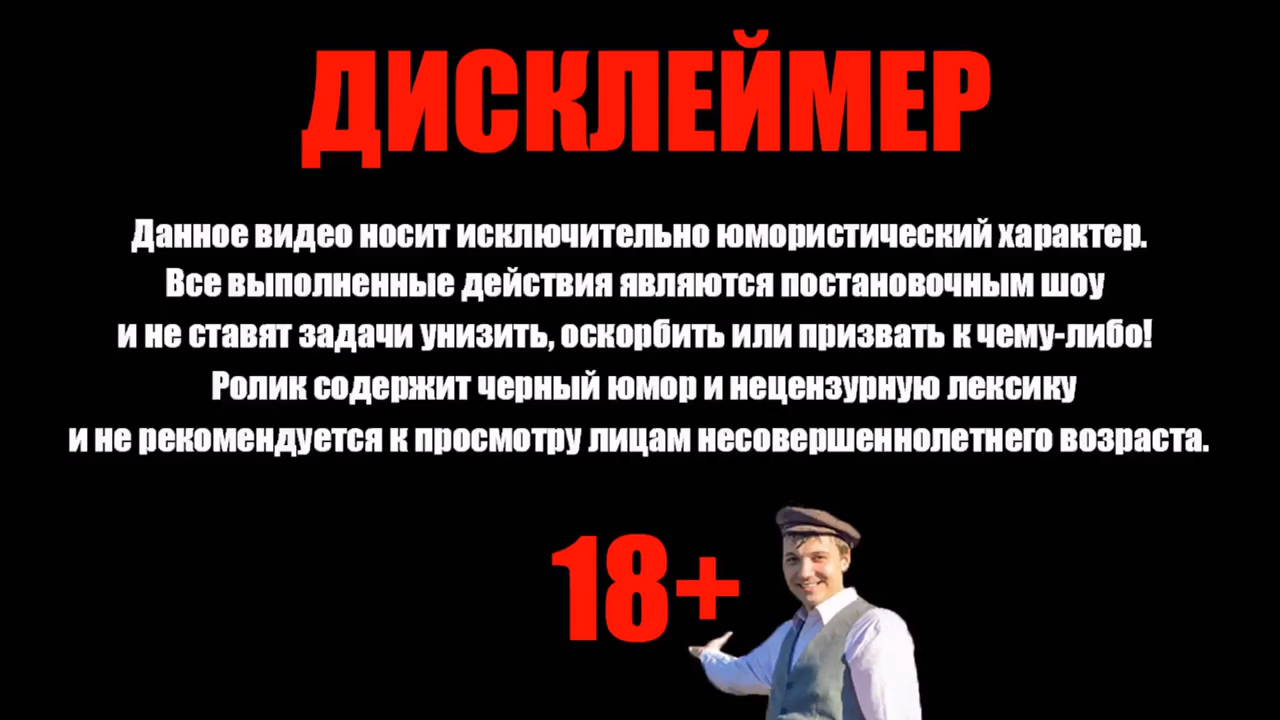 ДИСКЛЕЙМЕР
Данное видео носит исключительно юмористический характер.
Все выполненные действия являются постановочным шоу
и не ставят задачи унизить, оскорбить или призвать к чему-либо!
Ролик содержит черный юмор и нецензурную лексику
и не рекомендуется к просмотру лицам несовершеннолетнего возраста.
18+